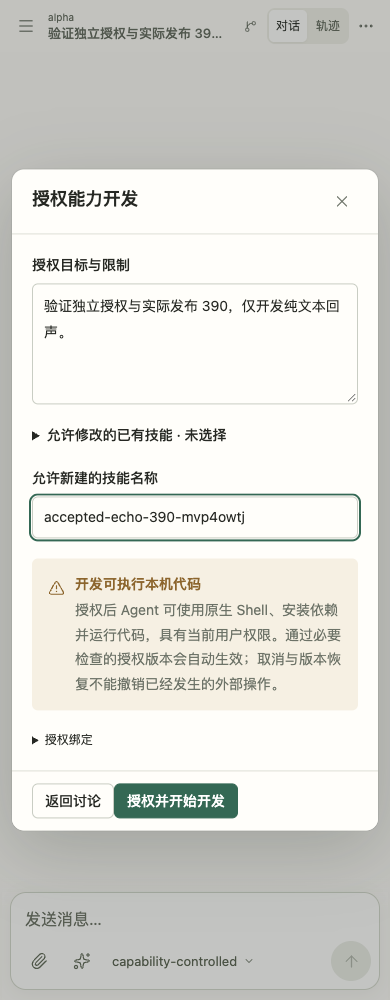 alpha
验证独立授权与实际发布 39...
对话
轨迹
授权能力开发
授权目标与限制
验证独立授权与实际发布 390，仅开发纯文本回
声。
允许修改的已有技能 · 未选择
允许新建的技能名称
accepted-echo-390-mvp4owtj
开发可执行本机代码
授权后 Agent 可使用原生 Shell、安装依赖
并运行代码，具有当前用户权限。通过必要
检查的授权版本会自动生效；取消与版本恢
复不能撤销已经发生的外部操作。
授权绑定
返回讨论
授权并开始开发
发送消息...
capability-controlled